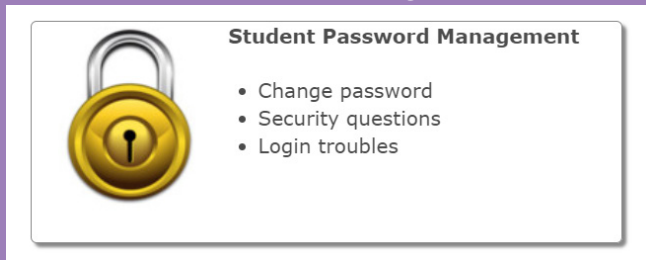 Student Password Management
• Change password
• Security questions
• Login troubles